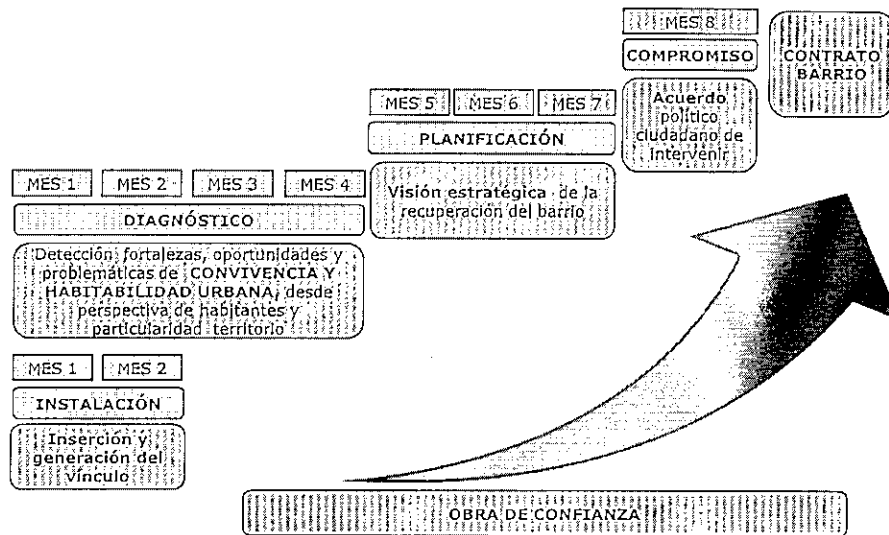 MES 8
COMPROMISO
Acuerdo
político
ciudadano de
intervenir
CONTRATO
BARRIO
MES 5 MES 6 MES 7
PLANIFICACIÓN
Visión estratégica de la
recuperación del barrio
MES 1 MES 2 MES 3 MES 4
DIAGNÓSTICO
Detección fortalezas, oportunidades y
problemáticas de CONVIVENCIA Y
HABITABILIDAD URBANA, desde
perspectiva de habitantes y
particularidad territorio
MES 1 MES 2
INSTALACIÓN
Inserción y
generación del
vínculo
OBRA DE CONFIANZA